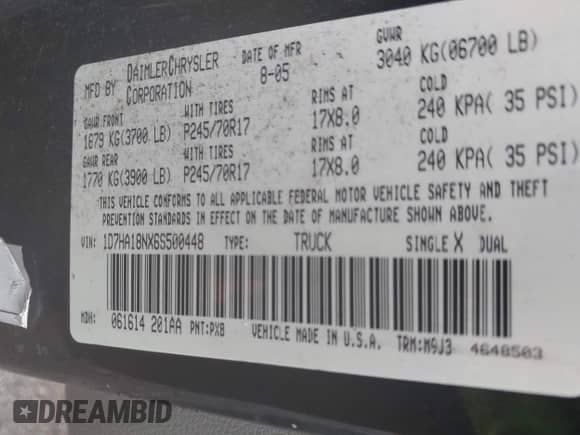 MFD BY DAIMLERCHRYSLER CORPORATION
DATE OF MFR 8-05
GVWR 3040 KG(06700 LB)
GAWR FRONT WITH TIRES RIMS AT COLD
1679 KG(3700 LB) P245/70R17 17X8.0 240 KPA( 35 PSI)
GAWR REAR WITH TIRES RIMS AT COLD
1770 KG(3900 LB) P245/70R17 17X8.0 240 KPA( 35 PSI)
THIS VEHICLE CONFORMS TO ALL APPLICABLE FEDERAL MOTOR VEHICLE SAFETY AND THEFT
PREVENTION STANDARDS IN EFFECT ON THE DATE OF MANUFACTURE SHOWN ABOVE.
VIN: 1D7HA18NX6S500448 TYPE: TRUCK SINGLE X DUAL
MDH: 061614 201AA PNT:PXB VEHICLE MADE IN U.S.A. TRM:M9J3 4648503
DREAMBID